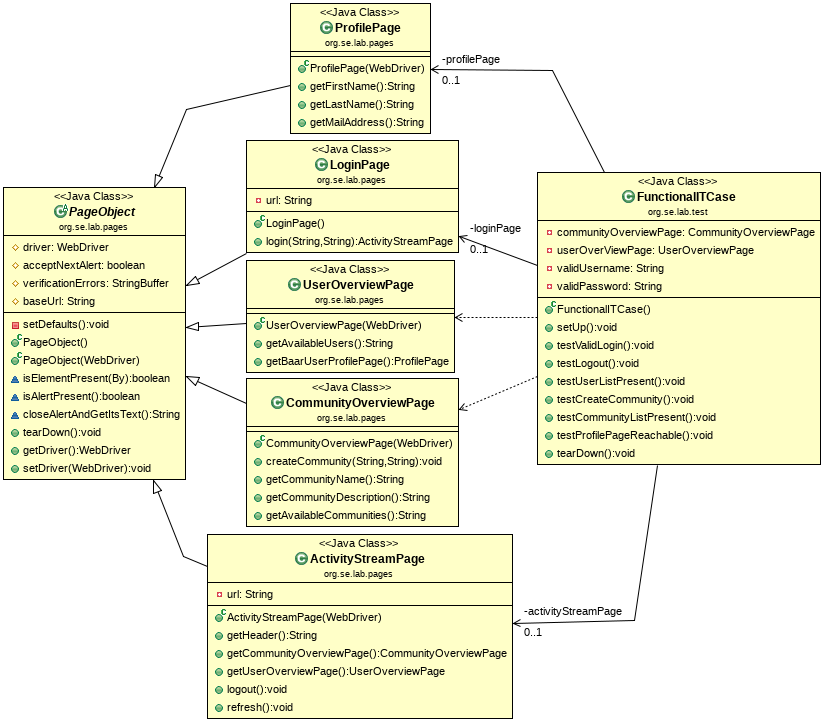 <<Java Class>>
ProfilePage
org.se.lab.pages
ProfilePage(WebDriver)
getFirstName():String
getLastName():String
getMailAddress():String
-profilePage
0..1
<<Java Class>>
LoginPage
org.se.lab.pages
url: String
LoginPage()
login(String,String):ActivityStreamPage
-loginPage
0..1
<<Java Class>>
FunctionalITCase
org.se.lab.test
communityOverviewPage: CommunityOverviewPage
userOverViewPage: UserOverviewPage
validUsername: String
validPassword: String
FunctionalITCase()
setUp():void
testValidLogin():void
testLogout():void
testUserListPresent():void
testCreateCommunity():void
testCommunityListPresent():void
testProfilePageReachable():void
tearDown():void
<<Java Class>>
PageObject
org.se.lab.pages
driver: WebDriver
acceptNextAlert: boolean
verificationErrors: StringBuffer
baseUrl: String
setDefaults():void
PageObject()
PageObject(WebDriver)
isElementPresent(By):boolean
isAlertPresent():boolean
closeAlertAndGetItsText():String
tearDown():void
getDriver():WebDriver
setDriver(WebDriver):void
<<Java Class>>
UserOverviewPage
org.se.lab.pages
UserOverviewPage(WebDriver)
getAvailableUsers():String
getBaarUserProfilePage():ProfilePage
<<Java Class>>
CommunityOverviewPage
org.se.lab.pages
CommunityOverviewPage(WebDriver)
createCommunity(String,String):void
getCommunityName():String
getCommunityDescription():String
getAvailableCommunities():String
<<Java Class>>
ActivityStreamPage
org.se.lab.pages
url: String
ActivityStreamPage(WebDriver)
getHeader():String
getCommunityOverviewPage():CommunityOverviewPage
getUserOverviewPage():UserOverviewPage
logout():void
refresh():void
-activityStreamPage
0..1